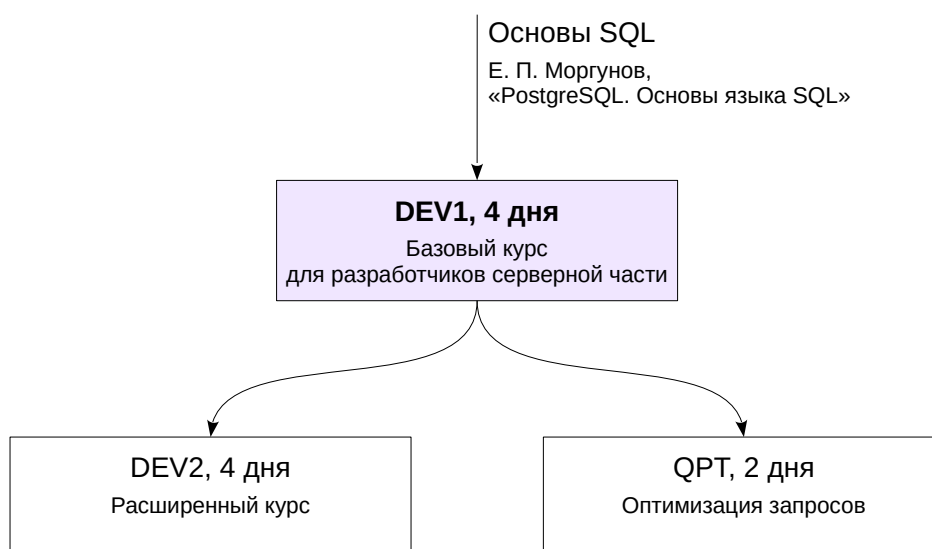 Основы SQL
Е. П. Моргунов,
«PostgreSQL. Основы языка SQL»
DEV1, 4 дня
Базовый курс
для разработчиков серверной части
DEV2, 4 дня
Расширенный курс
QPT, 2 дня
Оптимизация запросов